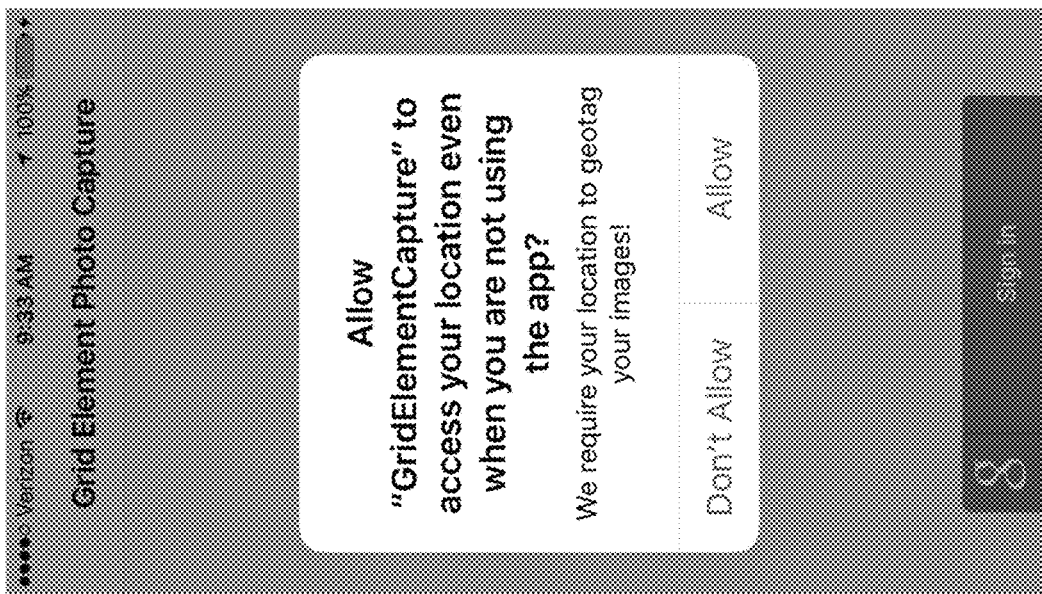 Verizon 9:33 AM 100%
Grid Element Photo Capture
Allow
"GridElementCapture" to
access your location even
when you are not using
the app?
We require your location to geotag
your images!
Don't Allow Allow
g Sign in